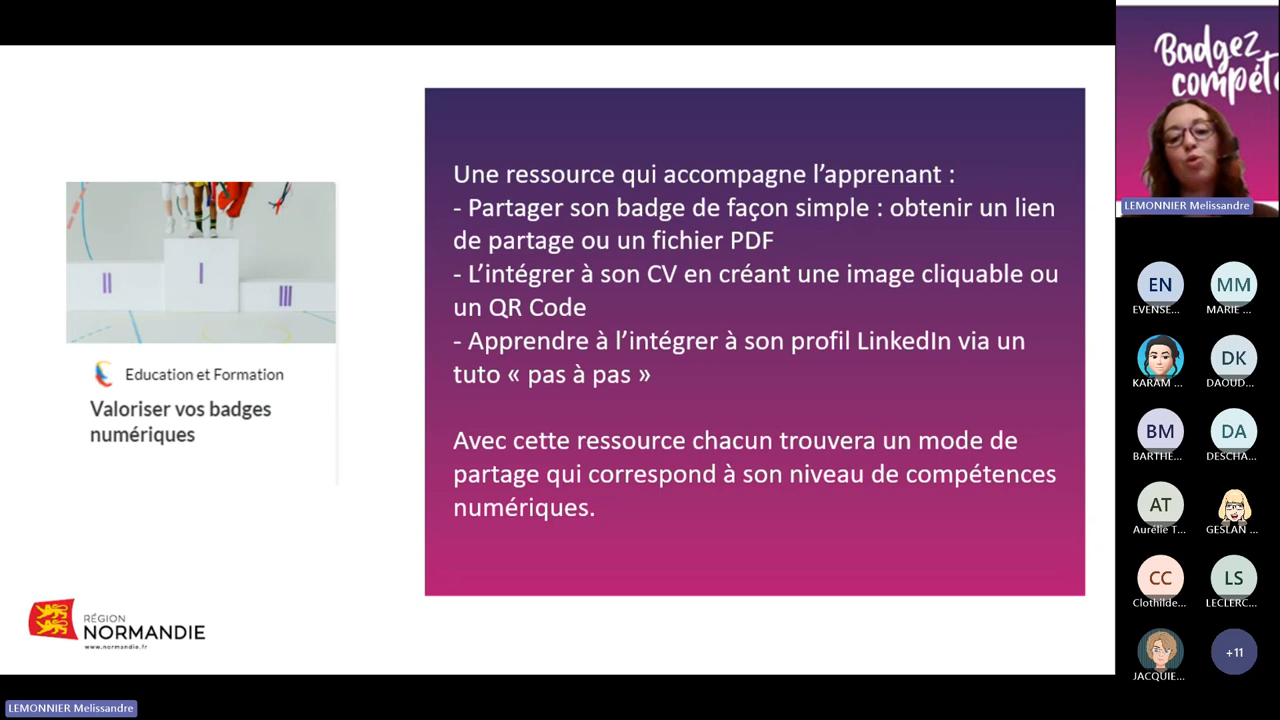 Badgez
compéte
LEMONNIER Melissandre
Une ressource qui accompagne l’apprenant :
- Partager son badge de façon simple : obtenir un lien
de partage ou un fichier PDF
- L’intégrer à son CV en créant une image cliquable ou
un QR Code
- Apprendre à l’intégrer à son profil LinkedIn via un
tuto « pas à pas »
Avec cette ressource chacun trouvera un mode de
partage qui correspond à son niveau de compétences
numériques.
II
I
III
Education et Formation
Valoriser vos badges
numériques
RÉGION
NORMANDIE
www.normandie.fr
EN
EVENSE...
MM
MARIE ...
KARAM ...
DK
DAOUD...
BM
BARTHE...
DA
DESCHA...
AT
Aurélie T...
GESLAN ...
CC
Clothilde...
LS
LECLERC...
JACQUIE...
+11
LEMONNIER Melissandre